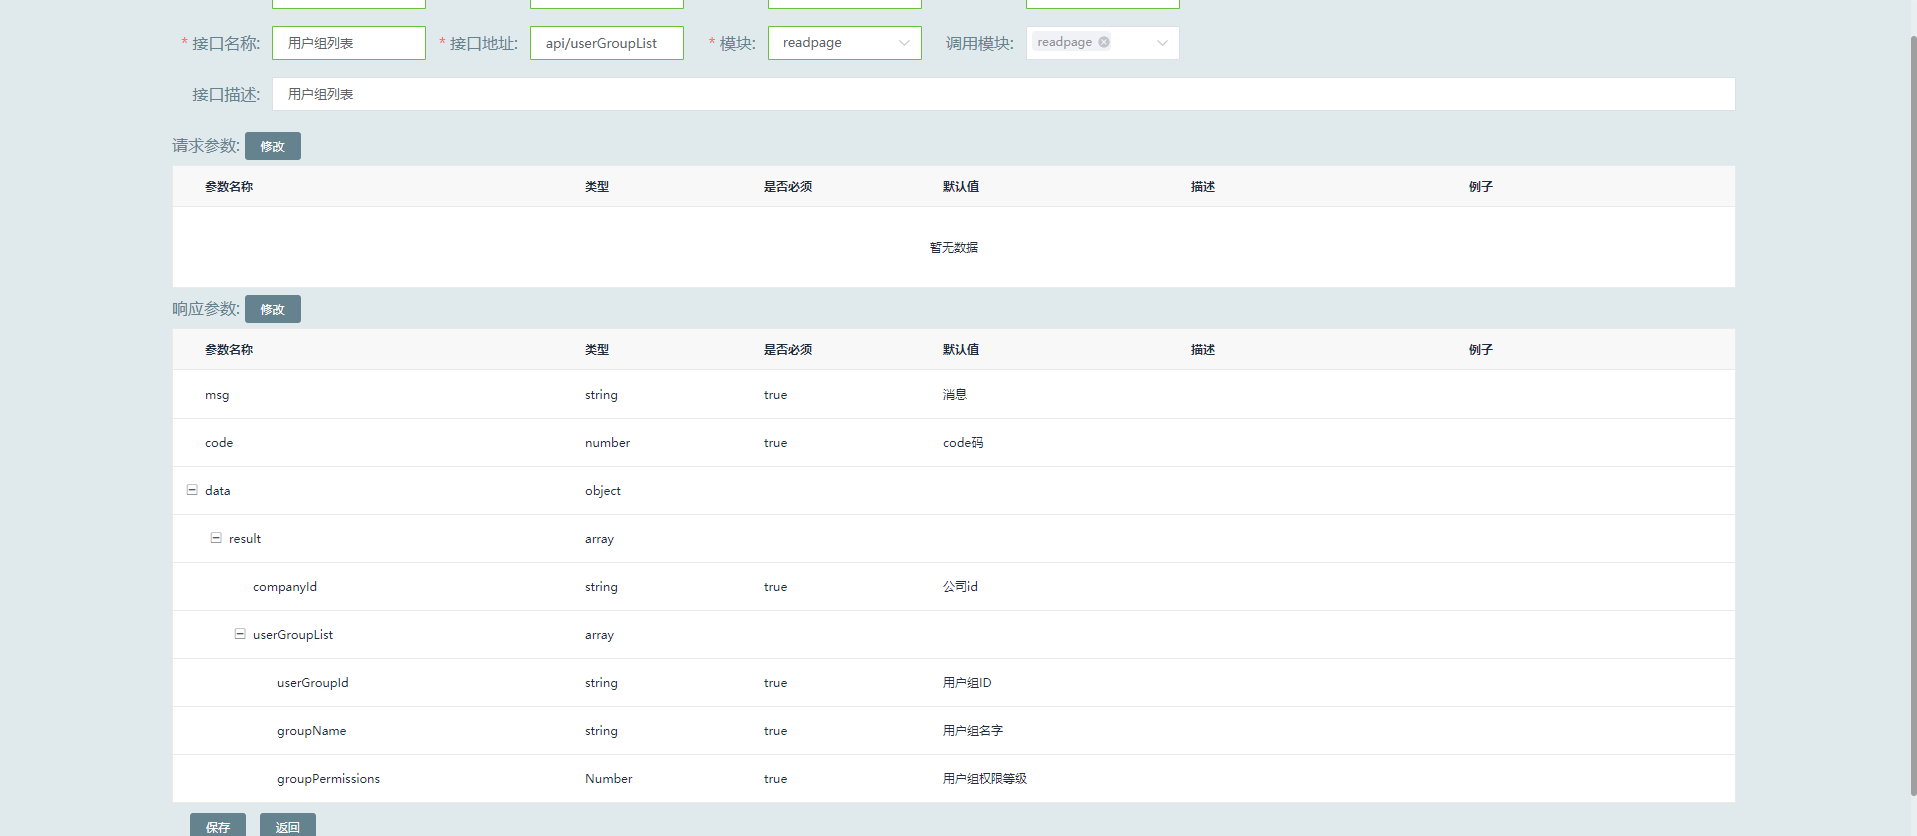 * 接口名称: 用户组列表 * 接口地址: api/userGroupList * 模块: readpage 调用模块: readpage
接口描述: 用户组列表
请求参数: 修改
参数名称 类型 是否必须 默认值 描述 例子
暂无数据
响应参数: 修改
参数名称 类型 是否必须 默认值 描述 例子
msg string true 消息
code number true code码
data object
result array
companyId string true 公司id
userGroupList array
userGroupId string true 用户组ID
groupName string true 用户组名字
groupPermissions Number true 用户组权限等级
保存 返回